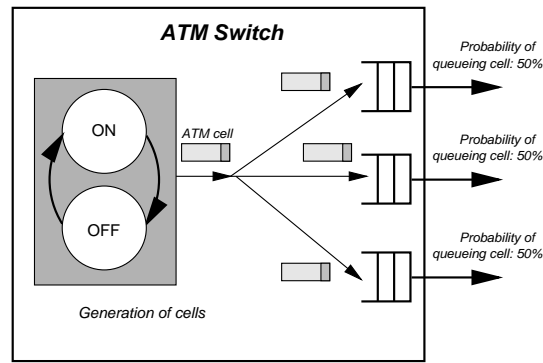 ATM Switch
Probability of
queueing cell: 50%
ON
ATM cell
Probability of
queueing cell: 50%
OFF
Probability of
queueing cell: 50%
Generation of cells